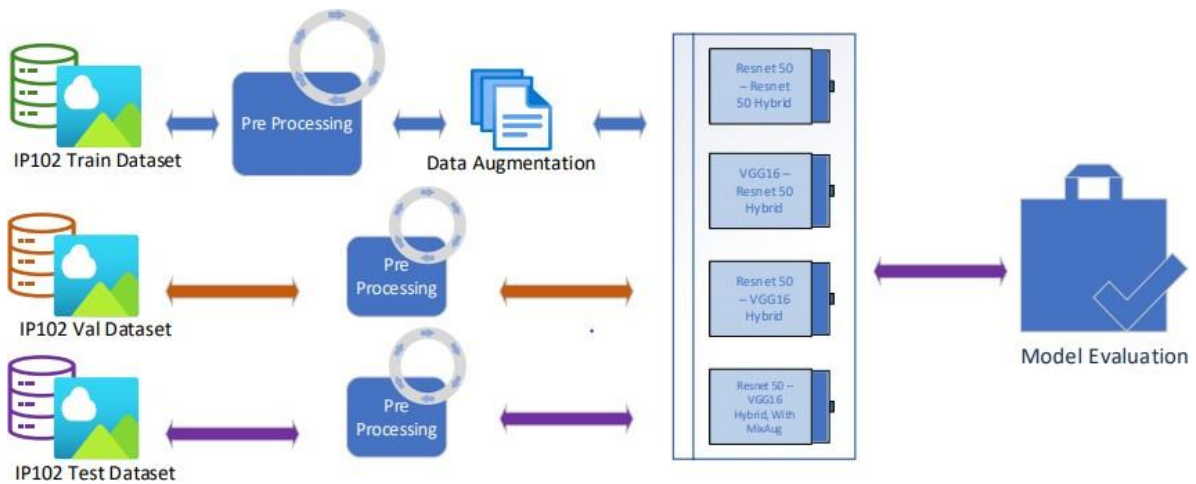 IP102 Train Dataset
Pre Processing
Data Augmentation
IP102 Val Dataset
Pre
Processing
IP102 Test Dataset
Pre
Processing
Resnet 50
– Resnet
50 Hybrid
VGG16 –
Resnet 50
Hybrid
Resnet 50
– VGG16
Hybrid
Resnet 50 –
VGG16
Hybrid, With
MixAug
Model Evaluation